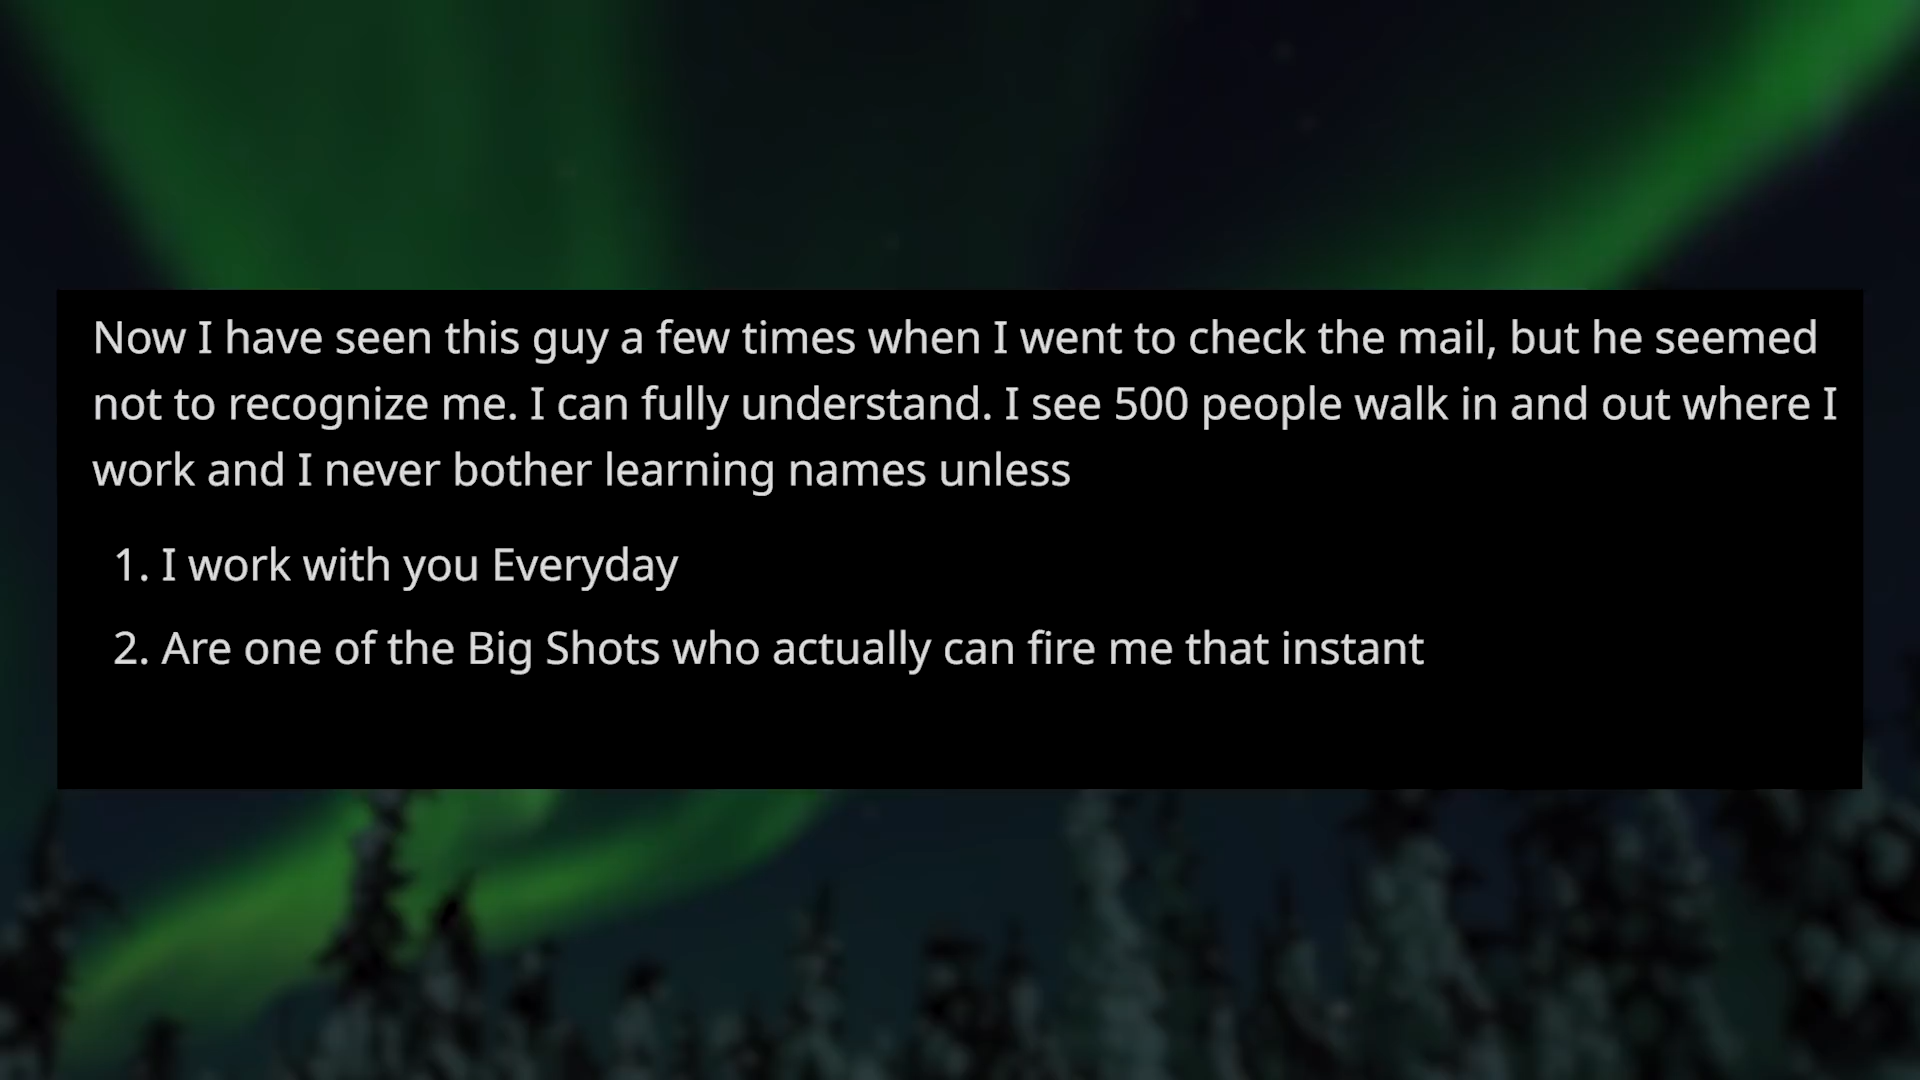 Now I have seen this guy a few times when I went to check the mail, but he seemed
not to recognize me. I can fully understand. I see 500 people walk in and out where I
work and I never bother learning names unless
1. I work with you Everyday
2. Are one of the Big Shots who actually can fire me that instant